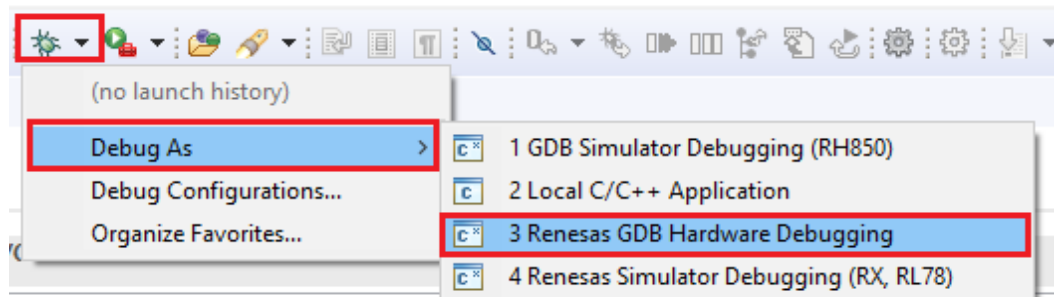 (no launch history)
Debug As
Debug Configurations...
Organize Favorites...
1 GDB Simulator Debugging (RH850)
2 Local C/C++ Application
3 Renesas GDB Hardware Debugging
4 Renesas Simulator Debugging (RX, RL78)